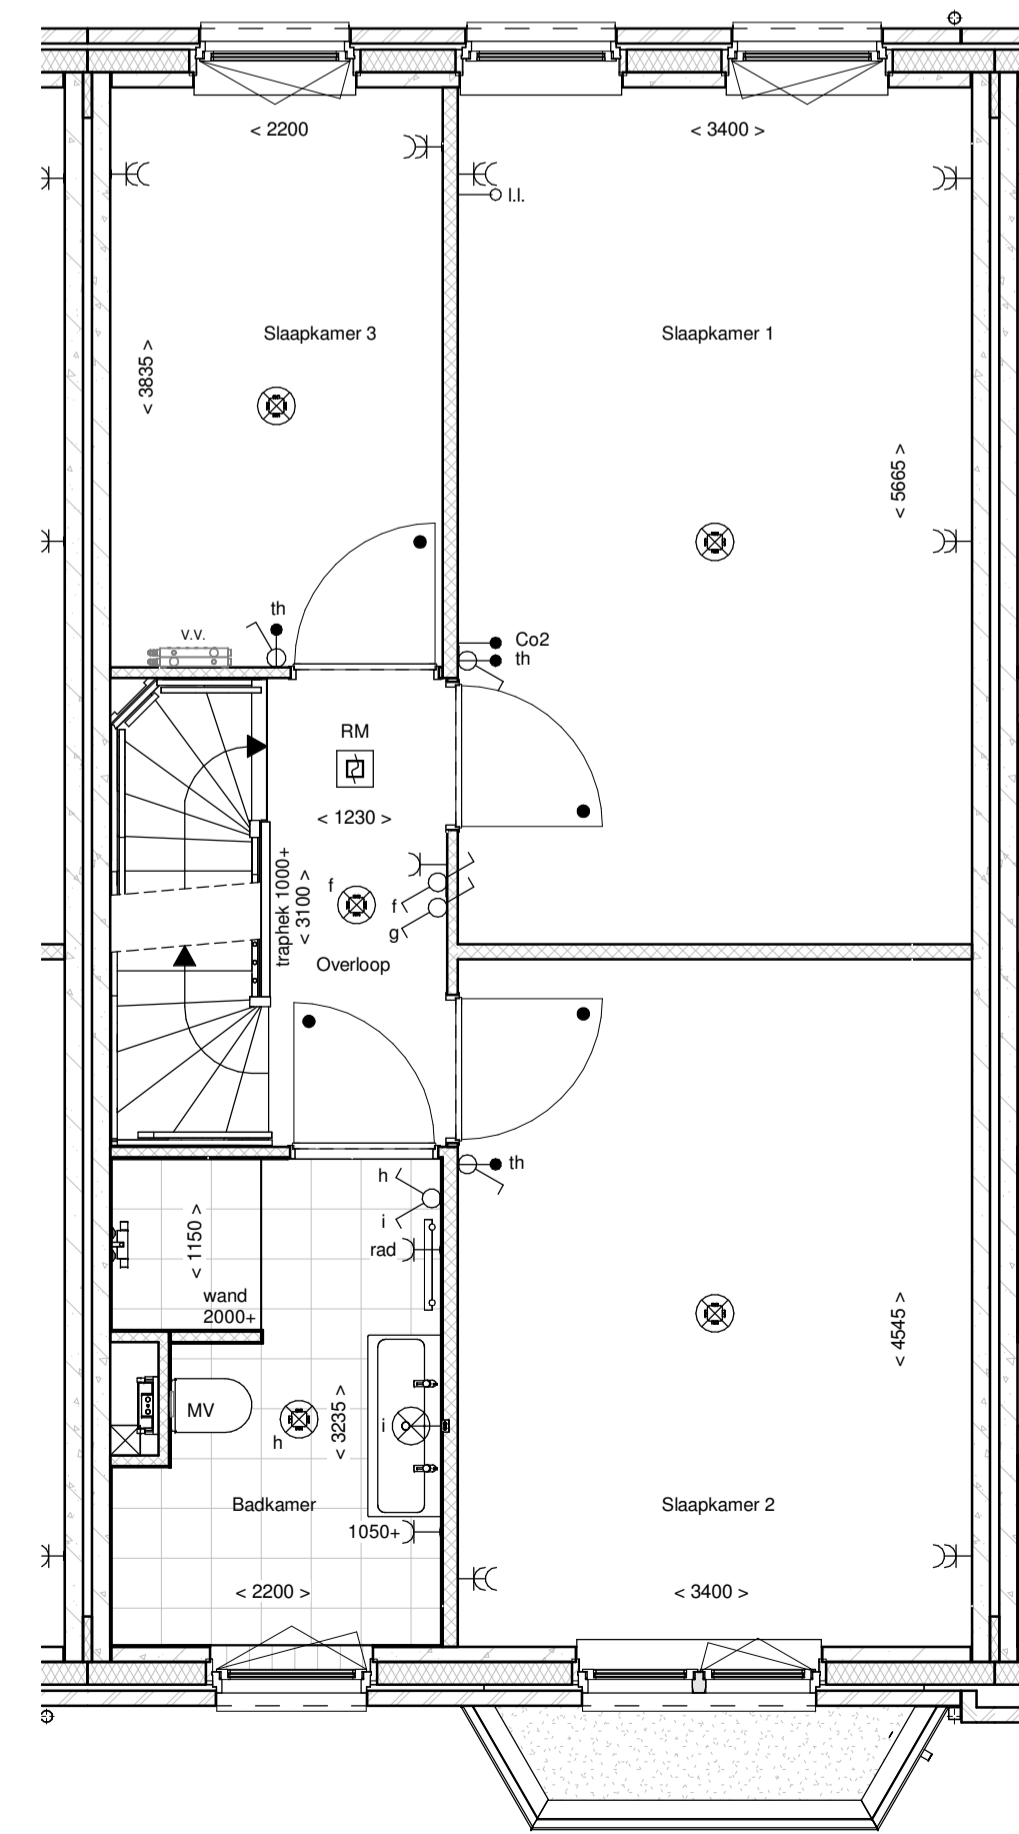 < 2200
< 3400 >
l.l.
Slaapkamer 3
Slaapkamer 1
< 3835 >
< 5665 >
th
v.v.
Co2
th
RM
< 1230 >
traphek 1000+
< 3100 >
f
f
g
Overloop
th
h
i
rad
< 1150 >
wand
2000+
MV
h
< 3235 >
i
< 4545 >
Badkamer
Slaapkamer 2
1050+
< 2200 >
< 3400 >